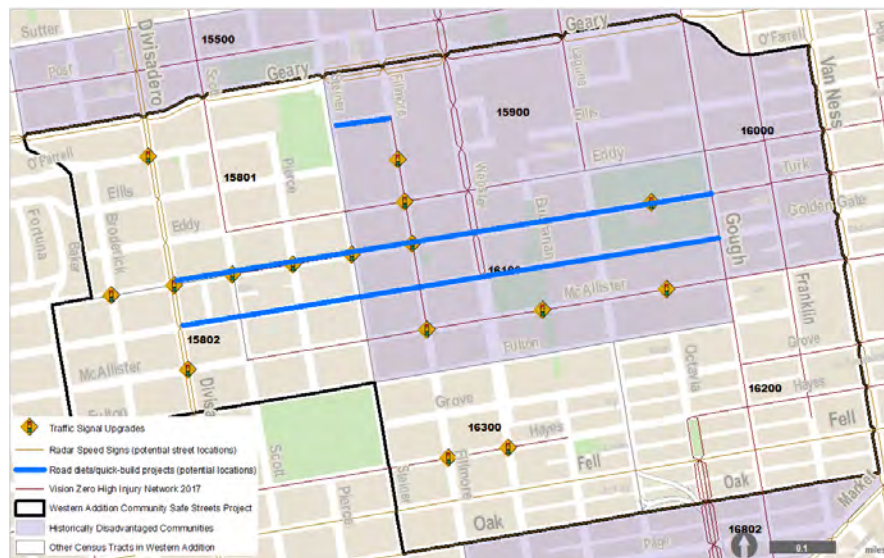 Sutter
15500
Geary
O'Farrell
Post
Divisadero
Scott
Geary
Steiner
Fillmore
Laguna
Van Ness
15900
Ellis
16000
O'Farrell
Pierce
15801
Eddy
Turk
Webster
Ellis
Buchanan
Golden Gate
Fortuna
Baker
Broderick
Eddy
Gough
16100
McAllister
Franklin
15802
Fulton
Grove
McAllister
Octavia
Hayes
16200
Fulton
Divisa
Grove
16300
Hayes
Fell
Fell
Scott
Pierce
Steiner
Fillmore
Oak
Oak
Market
Page
16802
0.1
miles
Traffic Signal Upgrades
Radar Speed Signs (potential street locations)
Road diets/quick-build projects (potential locations)
Vision Zero High Injury Network 2017
Western Addition Community Safe Streets Project
Historically Disadvantaged Communities
Other Census Tracts in Western Addition